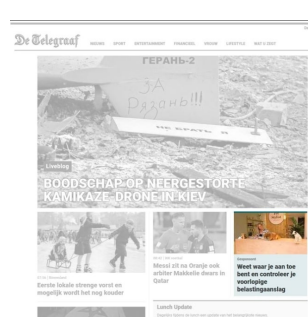 De Telegraaf
NIEUWS SPORT ENTERTAINMENT FINANCIEEL VROUW LIFESTYLE WAT U ZEGT
ГЕРАНЬ-2
ЗА
Рязань!!!
НЕ БРАТЬ Я
Liveblog
BOODSCHAP OP NEERGESTORTE
KAMIKAZE-DRONE IN KIEV
Eerste lokale strenge vorst en
mogelijk wordt het nog kouder
Messi zit na Oranje ook
arbiter Makkelie dwars in
Qatar
Weet waar je aan toe
bent en controleer je
voorlopige
belastingaanslag
Lunch Update